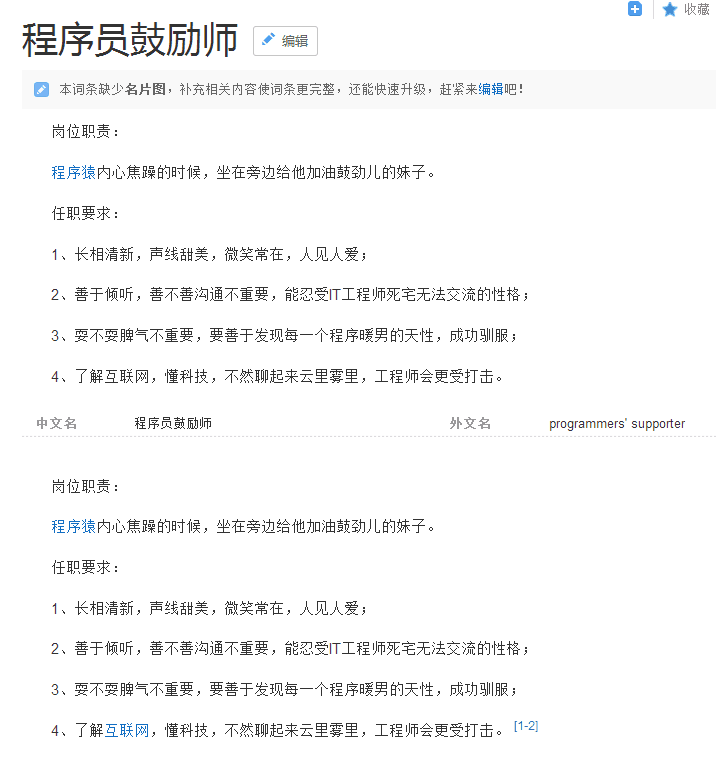 收藏
程序员鼓励师 编辑
本词条缺少名片图，补充相关内容使词条更完整，还能快速升级，赶紧来编辑吧！
岗位职责：
程序猿内心焦躁的时候，坐在旁边给他加油鼓劲儿的妹子。
任职要求：
1、长相清新，声线甜美，微笑常在，人见人爱；
2、善于倾听，善不善沟通不重要，能忍受IT工程师死宅无法交流的性格；
3、耍不耍脾气不重要，要善于发现每一个程序暖男的天性，成功驯服；
4、了解互联网，懂科技，不然聊起来云里雾里，工程师会更受打击。
中文名 程序员鼓励师 外文名 programmers' supporter
岗位职责：
程序猿内心焦躁的时候，坐在旁边给他加油鼓劲儿的妹子。
任职要求：
1、长相清新，声线甜美，微笑常在，人见人爱；
2、善于倾听，善不善沟通不重要，能忍受IT工程师死宅无法交流的性格；
3、耍不耍脾气不重要，要善于发现每一个程序暖男的天性，成功驯服；
4、了解互联网，懂科技，不然聊起来云里雾里，工程师会更受打击。 [1-2]